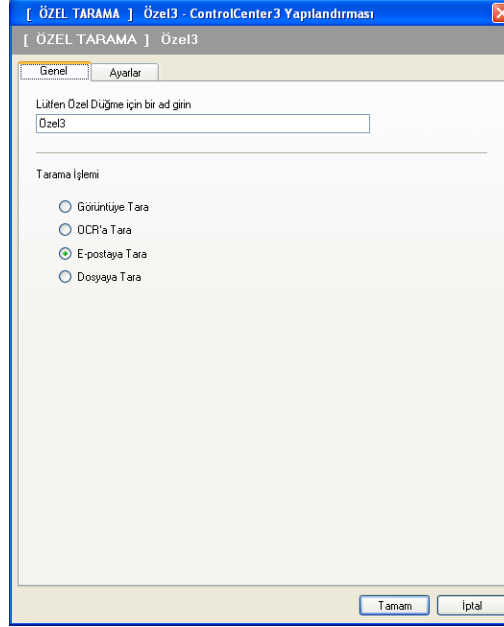 [ ÖZEL TARAMA ] Özel3 - ControlCenter3 Yapılandırması
[ ÖZEL TARAMA ] Özel3
Genel Ayarlar
Lütfen Özel Düğme için bir ad girin
Özel3
Tarama İşlemi
Görüntüye Tara
OCR'a Tara
E-postaya Tara
Dosyaya Tara
Tamam İptal